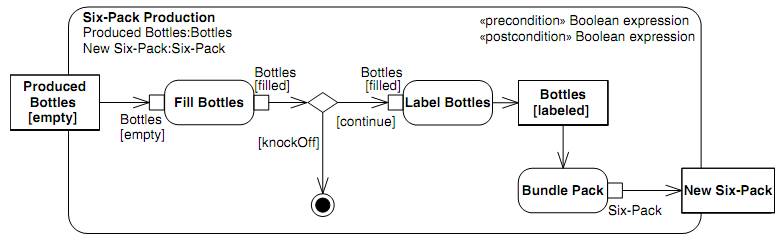 Six-Pack Production
Produced Bottles:Bottles
New Six-Pack:Six-Pack
«precondition» Boolean expression
«postcondition» Boolean expression
Produced
Bottles
[empty]
Bottles
[empty]
Fill Bottles
Bottles
[filled]
[knockOff]
[continue]
Bottles
[filled]
Label Bottles
Bottles
[labeled]
Bundle Pack
Six-Pack
New Six-Pack